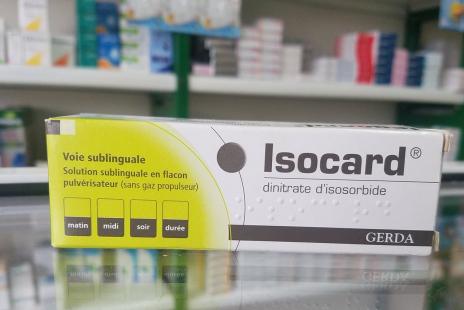 Voie sublinguale
Solution sublinguale en flacon
pulvérisateur (sans gaz propulseur)
matin midi soir durée
Isocard®
dinitrate d'isosorbide
GERDA